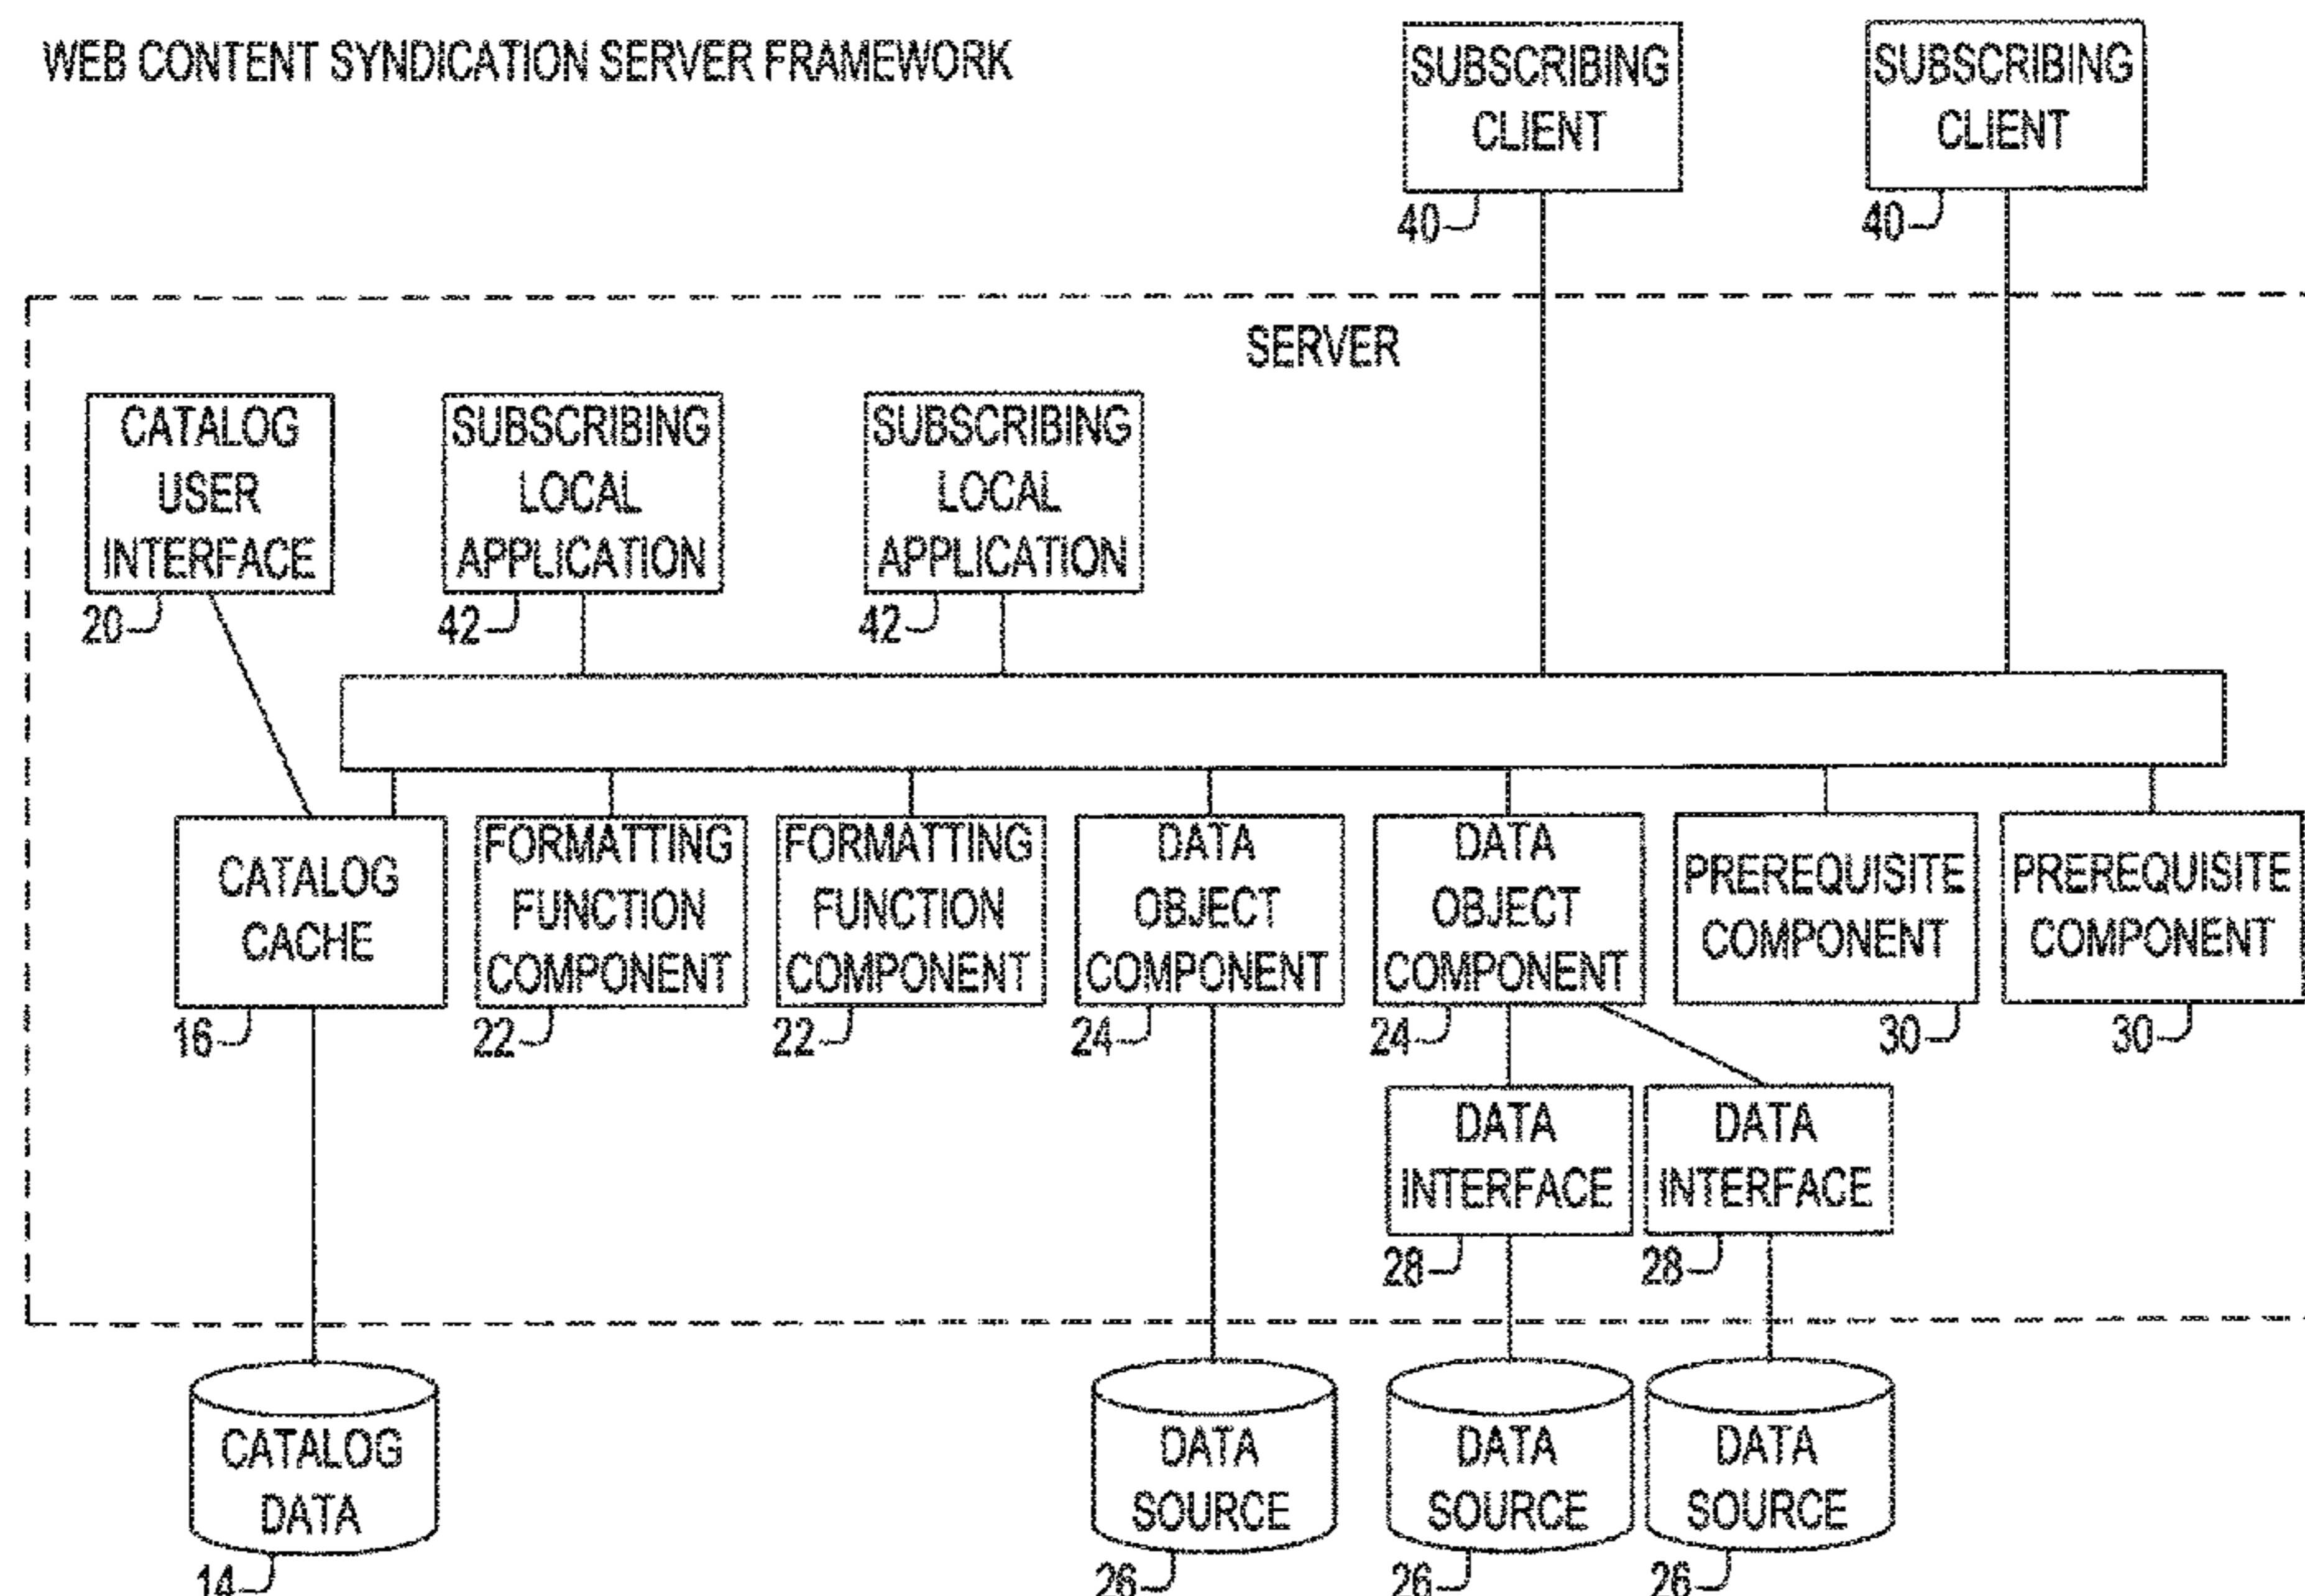 WEB CONTENT SYNDICATION SERVER FRAMEWORK
SUBSCRIBING
CLIENT
40
SUBSCRIBING
CLIENT
40
SERVER
CATALOG
USER
INTERFACE
20
SUBSCRIBING
LOCAL
APPLICATION
42
SUBSCRIBING
LOCAL
APPLICATION
42
CATALOG
CACHE
16
FORMATTING
FUNCTION
COMPONENT
22
FORMATTING
FUNCTION
COMPONENT
22
DATA
OBJECT
COMPONENT
24
DATA
OBJECT
COMPONENT
24
PREREQUISITE
COMPONENT
30
PREREQUISITE
COMPONENT
30
DATA
INTERFACE
28
DATA
INTERFACE
28
CATALOG
DATA
14
DATA
SOURCE
26
DATA
SOURCE
26
DATA
SOURCE
26